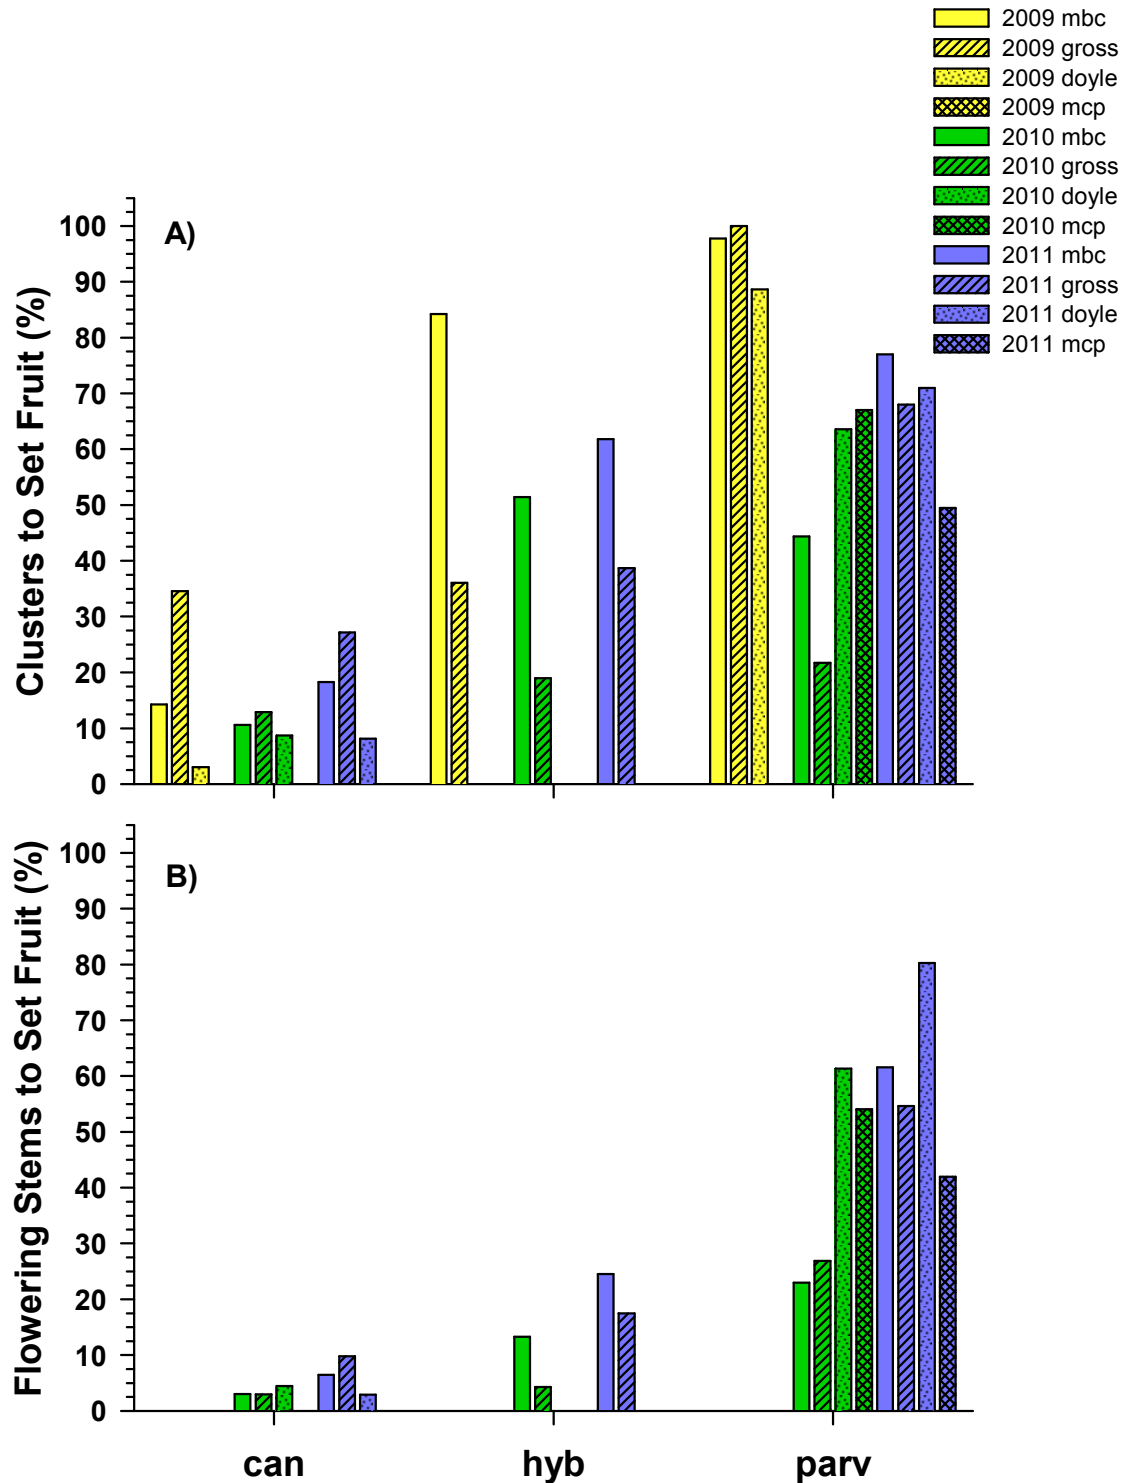 2009 mbc
2009 gross
2009 doyle
2009 mcp
2010 mbc
2010 gross
2010 doyle
2010 mcp
2011 mbc
2011 gross
2011 doyle
2011 mcp
A)
Clusters to Set Fruit (%)
100
90
80
70
60
50
40
30
20
10
0
B)
Flowering Stems to Set Fruit (%)
100
90
80
70
60
50
40
30
20
10
0
can hyb parv